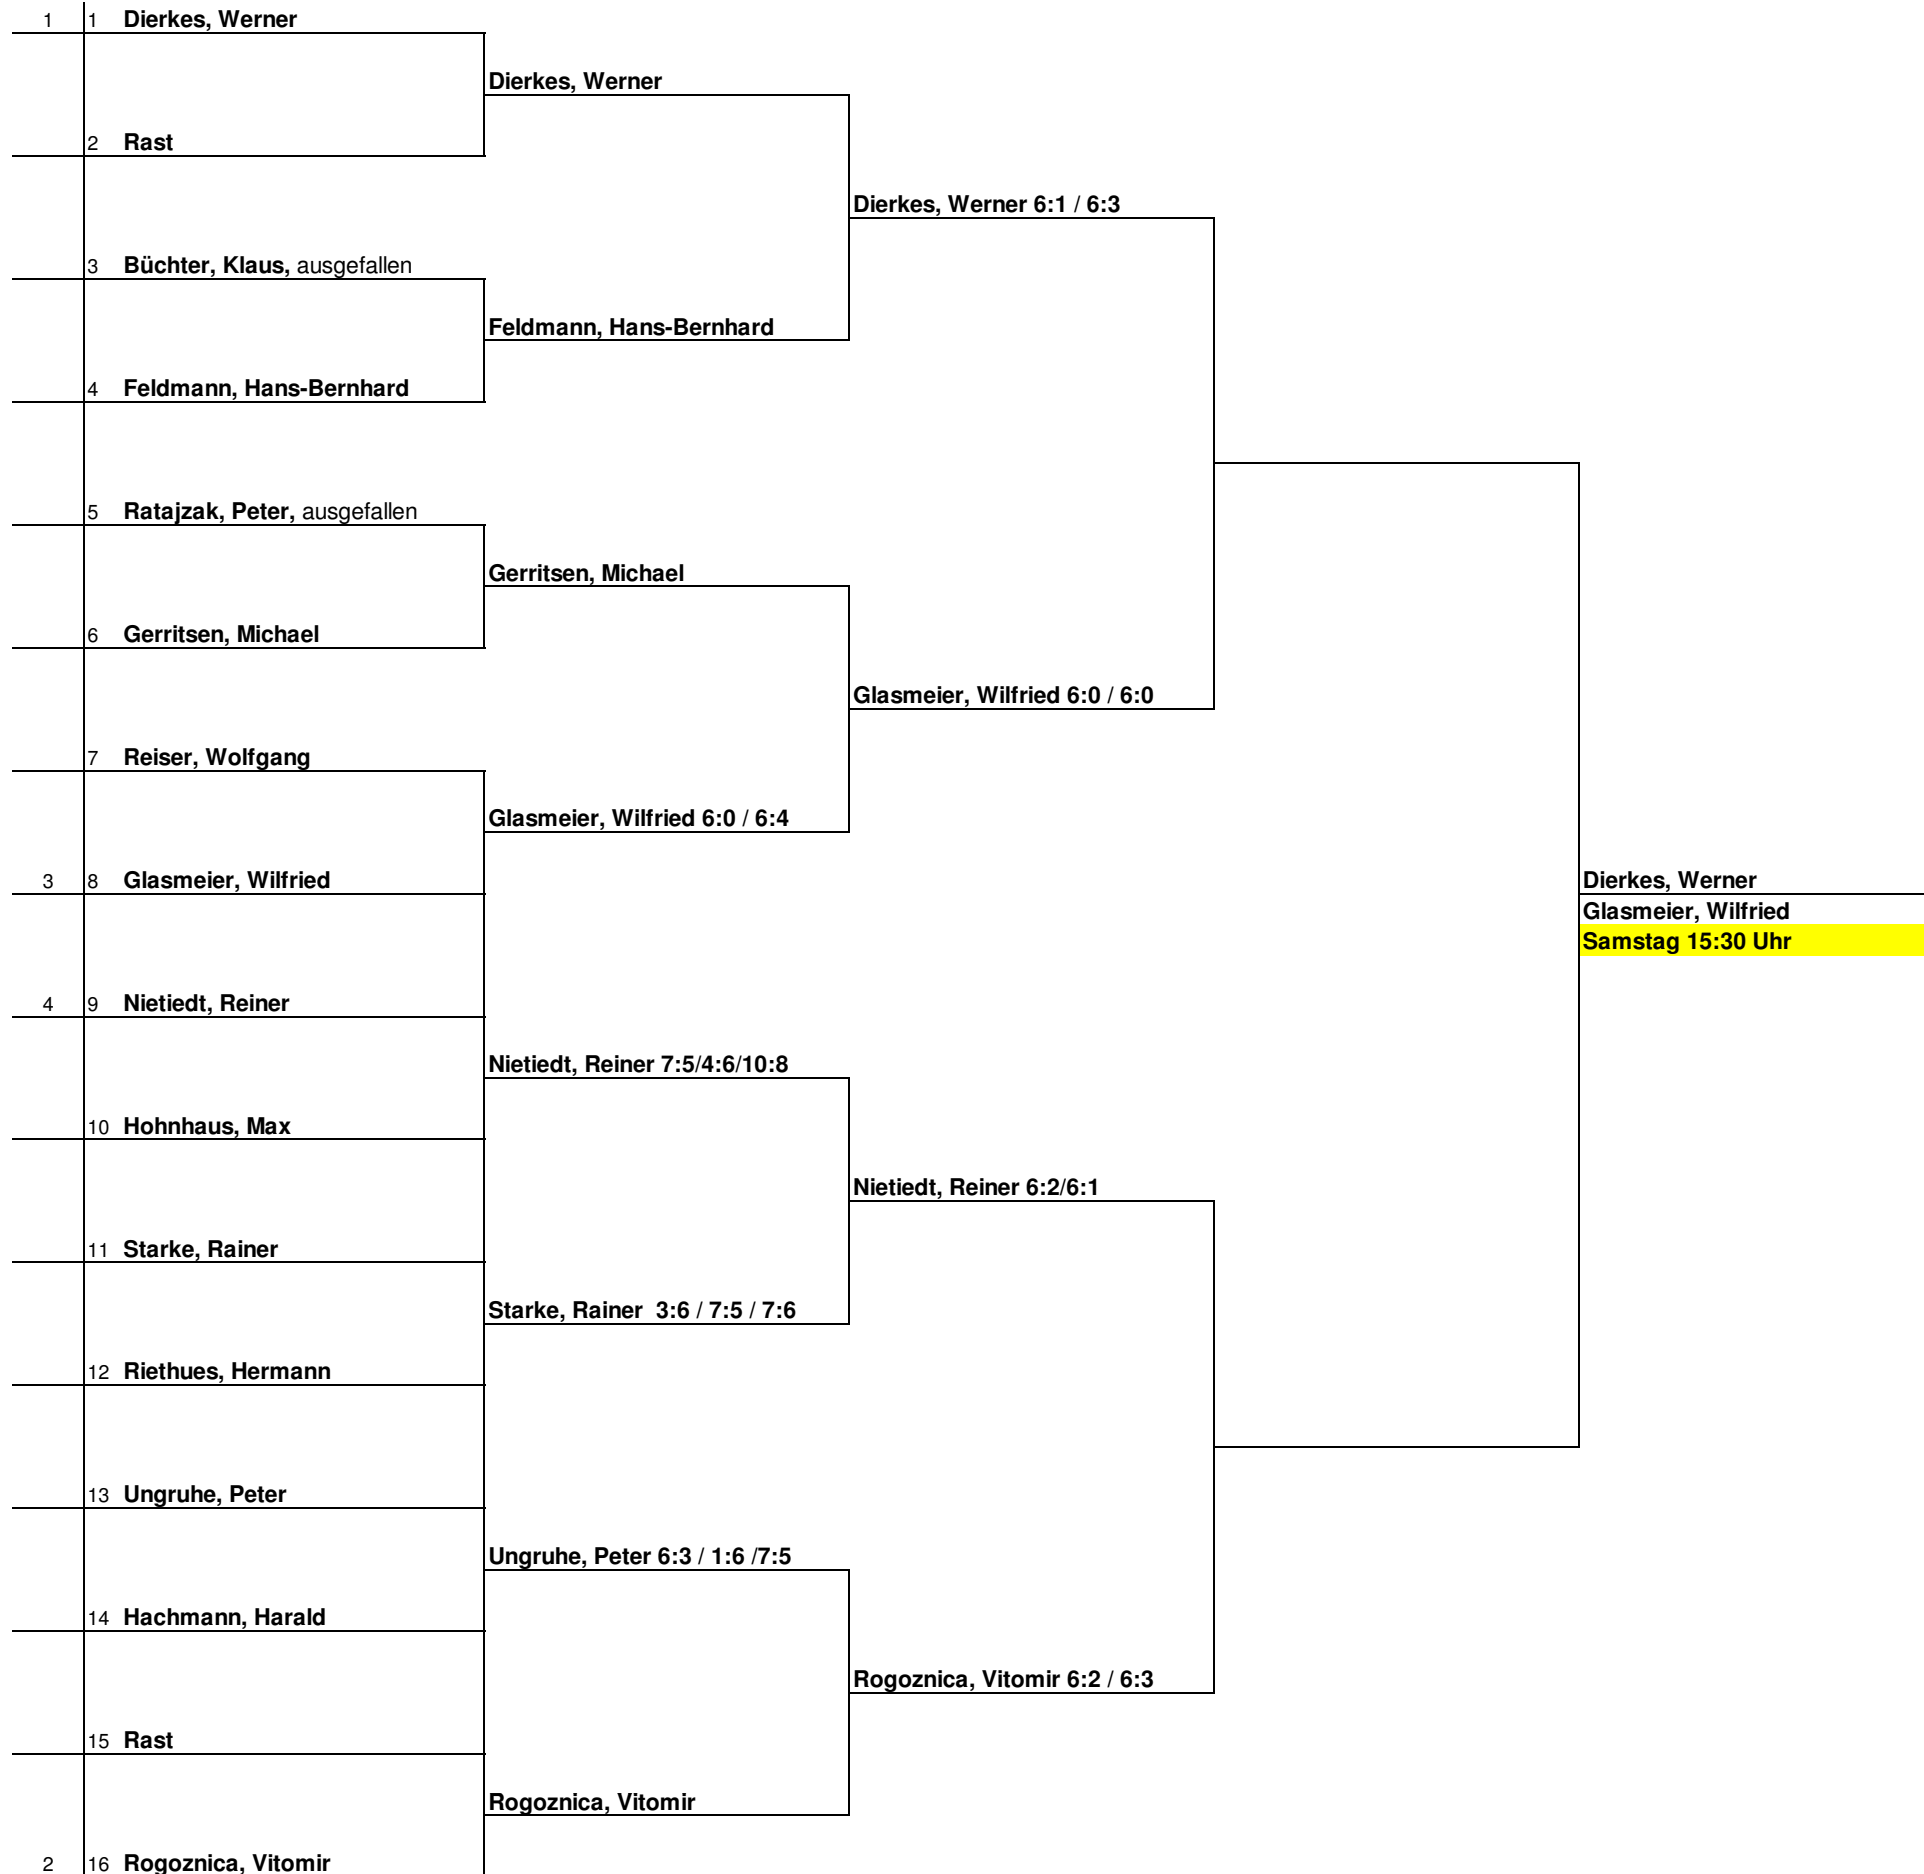 1 1 Dierkes, Werner
Dierkes, Werner
2 Rast
Dierkes, Werner 6:1 / 6:3
3 Büchter, Klaus, ausgefallen
Feldmann, Hans-Bernhard
4 Feldmann, Hans-Bernhard
5 Ratajzak, Peter, ausgefallen
Gerritsen, Michael
6 Gerritsen, Michael
Glasmeier, Wilfried 6:0 / 6:0
7 Reiser, Wolfgang
Glasmeier, Wilfried 6:0 / 6:4
3 8 Glasmeier, Wilfried
Dierkes, Werner
Glasmeier, Wilfried
Samstag 15:30 Uhr
4 9 Nietiedt, Reiner
Nietiedt, Reiner 7:5/4:6/10:8
10 Hohnhaus, Max
Nietiedt, Reiner 6:2/6:1
11 Starke, Rainer
Starke, Rainer  3:6 / 7:5 / 7:6
12 Riethues, Hermann
13 Ungruhe, Peter
Ungruhe, Peter 6:3 / 1:6 /7:5
14 Hachmann, Harald
Rogoznica, Vitomir 6:2 / 6:3
15 Rast
Rogoznica, Vitomir
2 16 Rogoznica, Vitomir